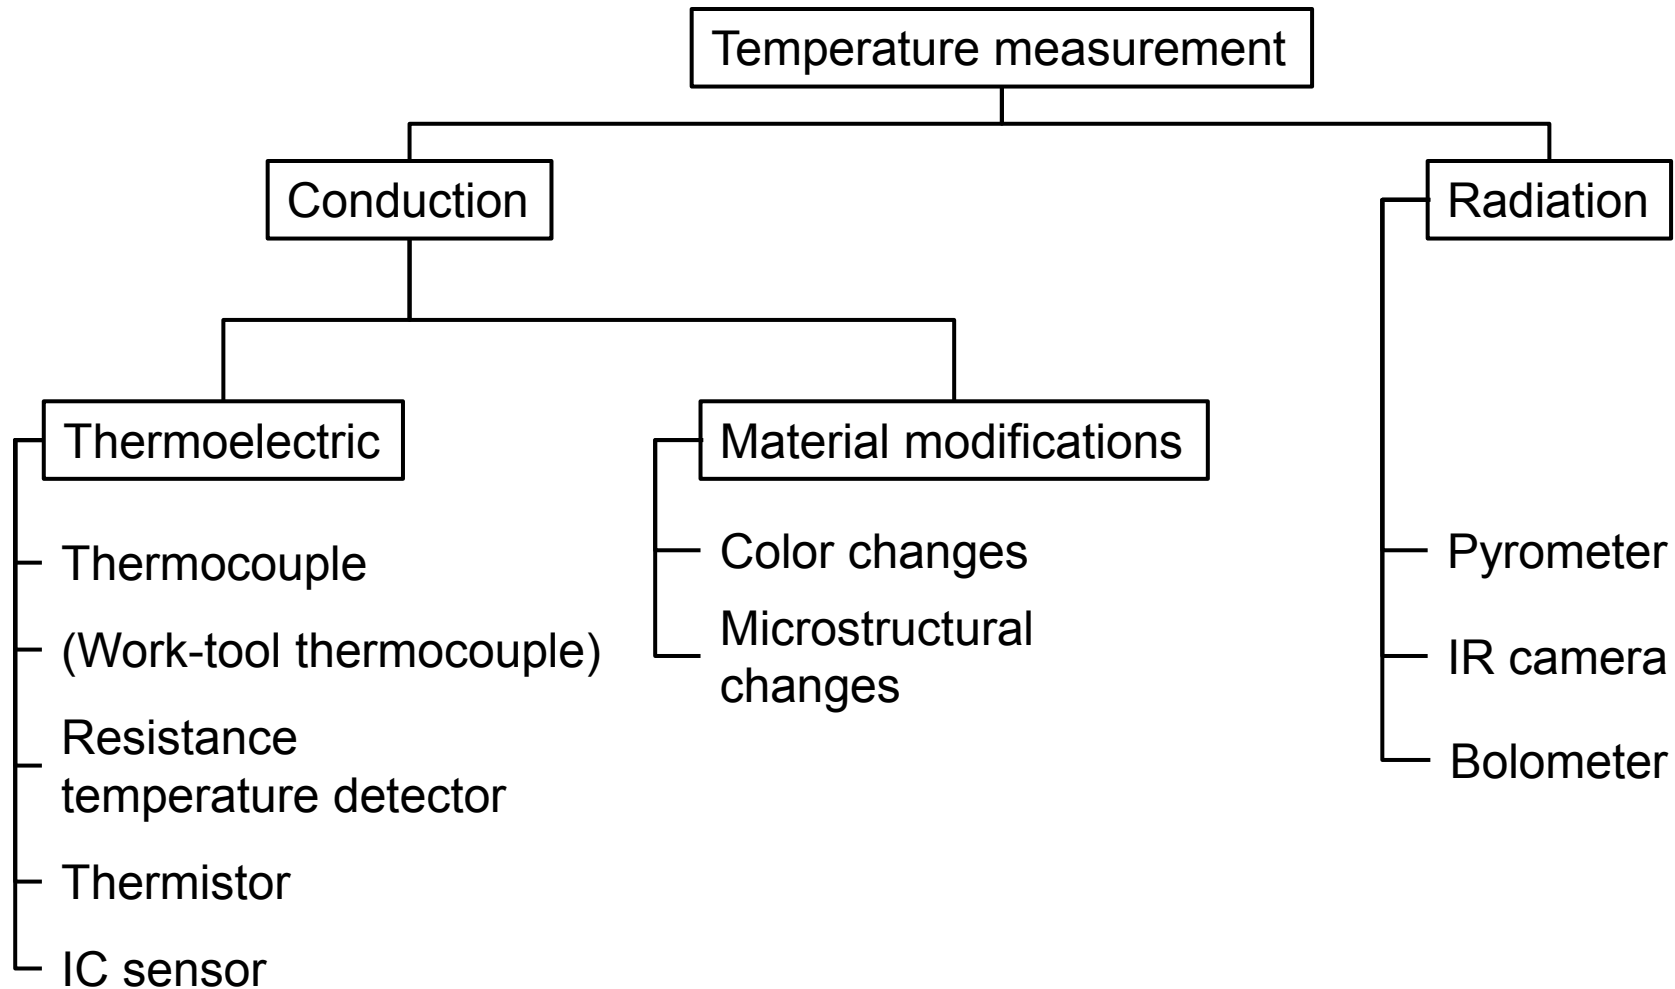 Temperature measurement
Conduction
Radiation
Thermoelectric
Material modifications
Thermocouple
(Work-tool thermocouple)
Resistance
temperature detector
Thermistor
IC sensor
Color changes
Microstructural
changes
Pyrometer
IR camera
Bolometer